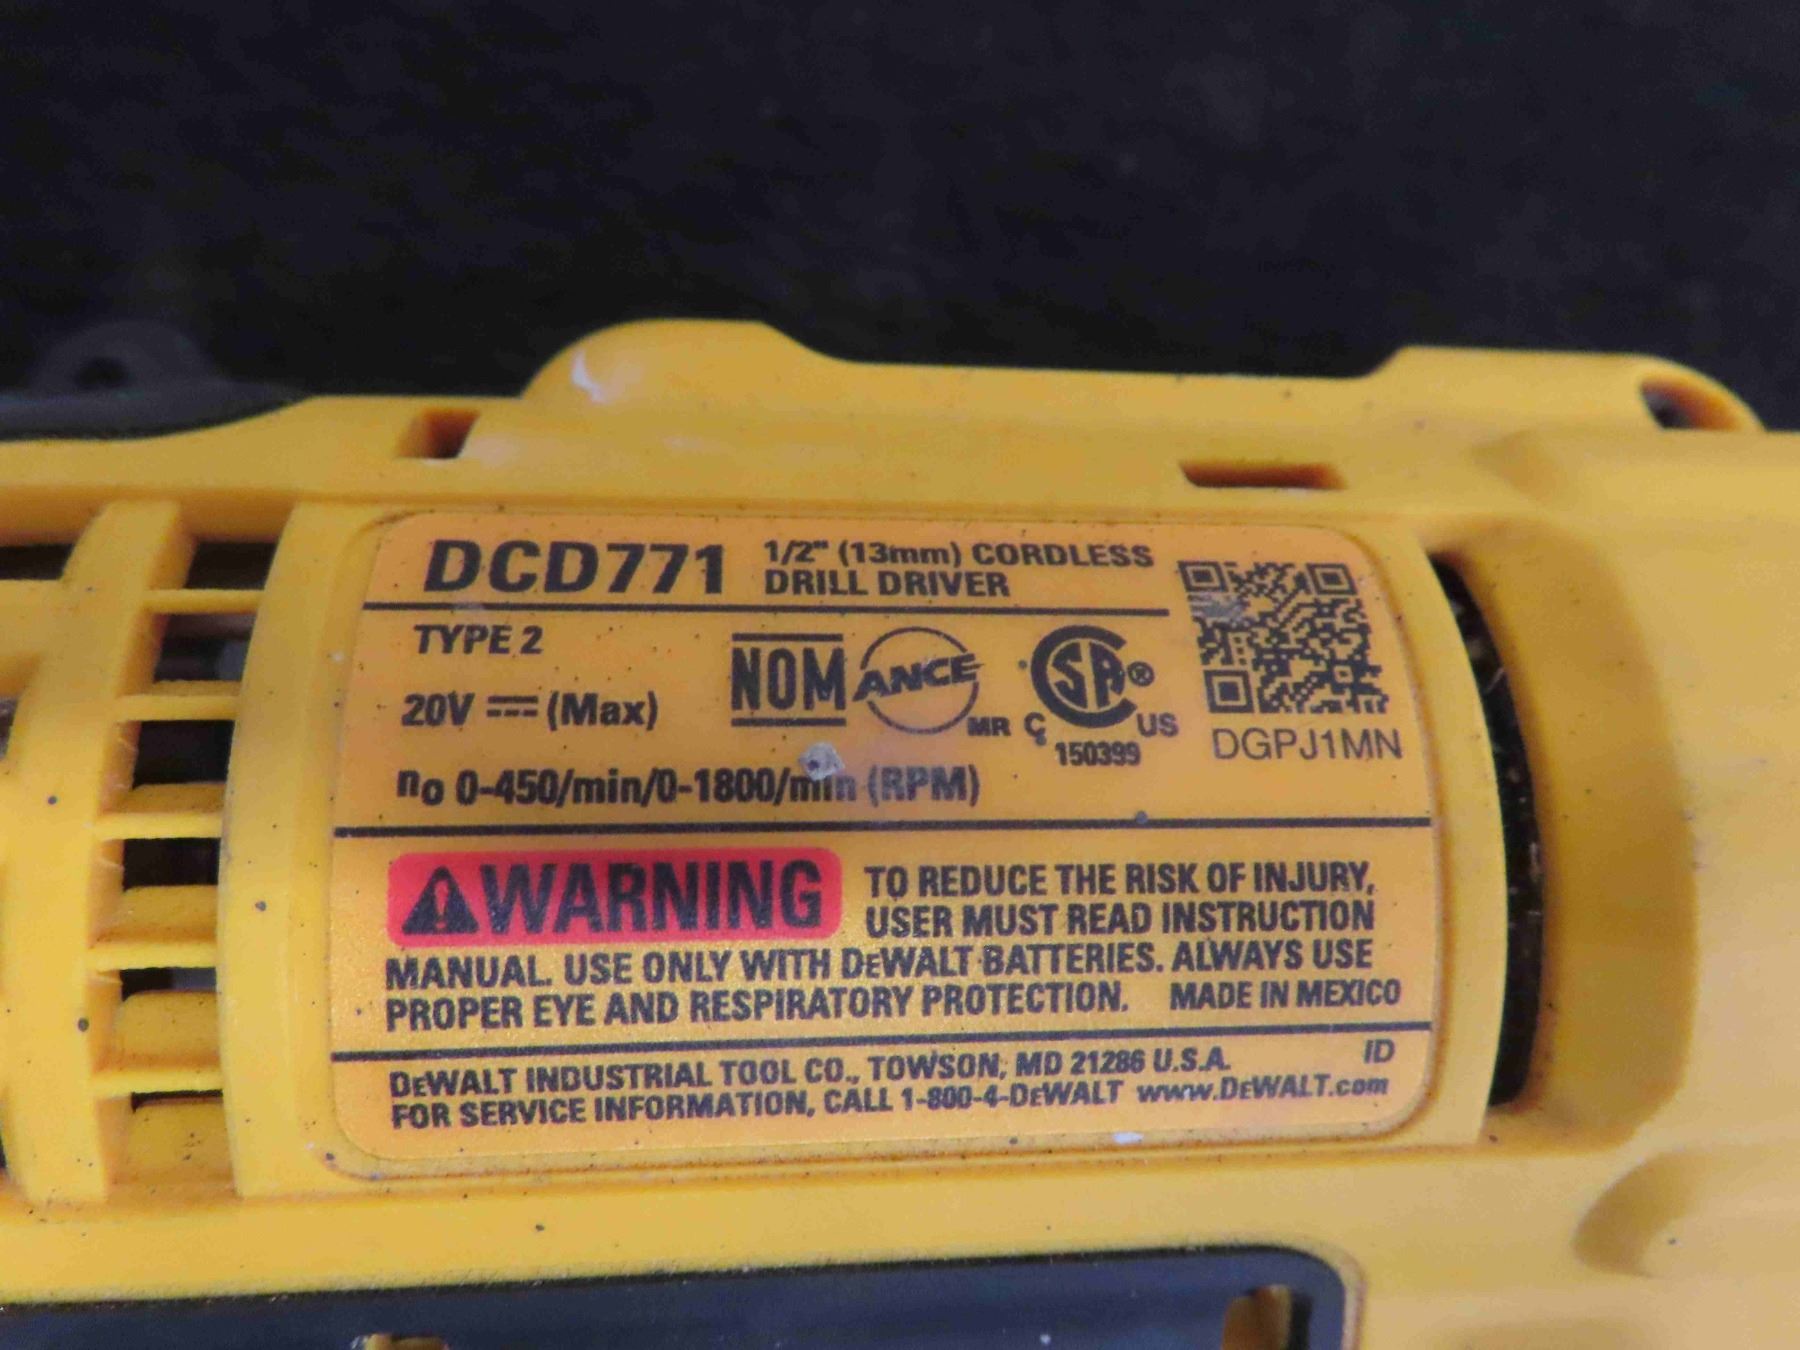 DCD771 1/2" (13mm) CORDLESS
DRILL DRIVER
TYPE 2
20V ⎓ (Max)
NOM ANCE MR
CSA® C US
150399
DGPJ1MN
no 0-450/min/0-1800/min (RPM)
WARNING TO REDUCE THE RISK OF INJURY,
USER MUST READ INSTRUCTION
MANUAL. USE ONLY WITH DEWALT BATTERIES. ALWAYS USE
PROPER EYE AND RESPIRATORY PROTECTION. MADE IN MEXICO
DEWALT INDUSTRIAL TOOL CO., TOWSON, MD 21286 U.S.A. ID
FOR SERVICE INFORMATION, CALL 1-800-4-DEWALT www.DEWALT.com